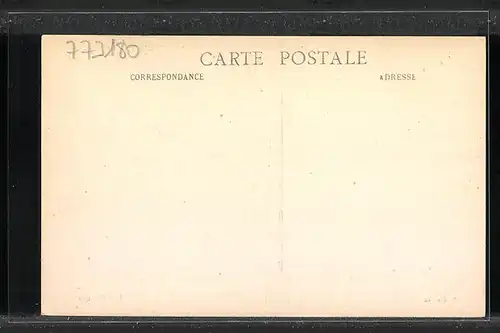 772180
CARTE POSTALE
CORRESPONDANCE ADRESSE